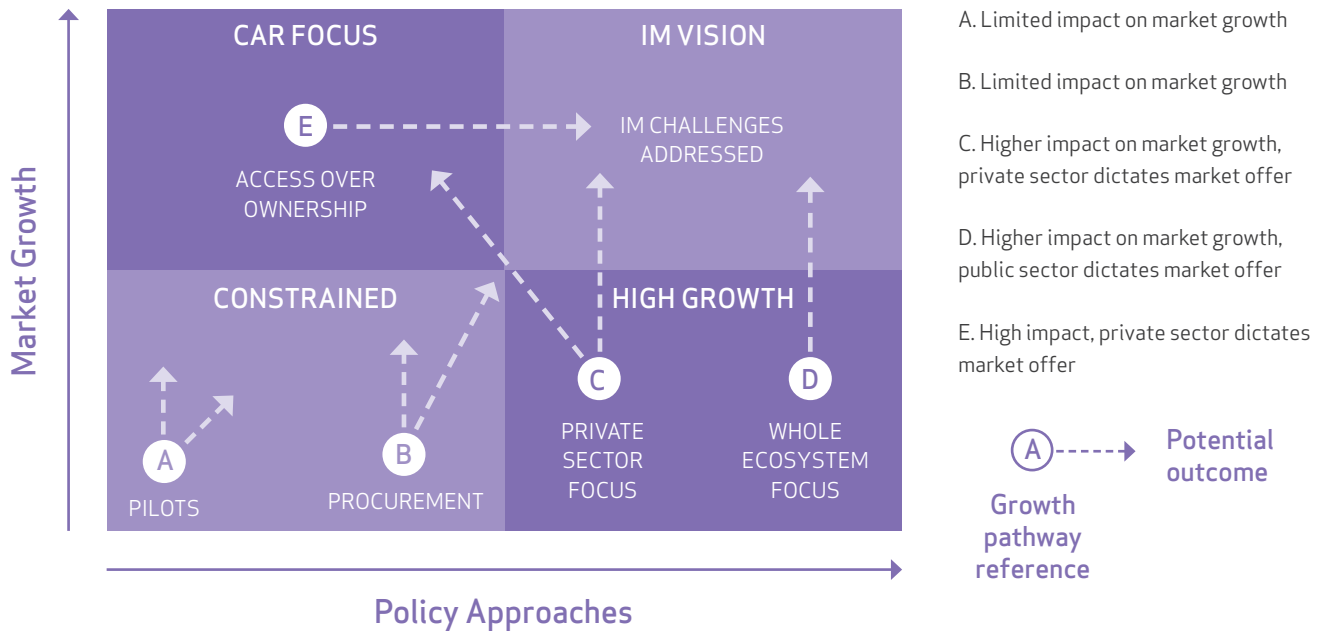 Market Growth
CAR FOCUS
E
ACCESS OVER
OWNERSHIP
IM VISION
IM CHALLENGES
ADDRESSED
CONSTRAINED
A
PILOTS
B
PROCUREMENT
HIGH GROWTH
C
PRIVATE
SECTOR
FOCUS
D
WHOLE
ECOSYSTEM
FOCUS
Policy Approaches
A. Limited impact on market growth
B. Limited impact on market growth
C. Higher impact on market growth,
private sector dictates market offer
D. Higher impact on market growth,
public sector dictates market offer
E. High impact, private sector dictates
market offer
A
Growth
pathway
reference
Potential
outcome